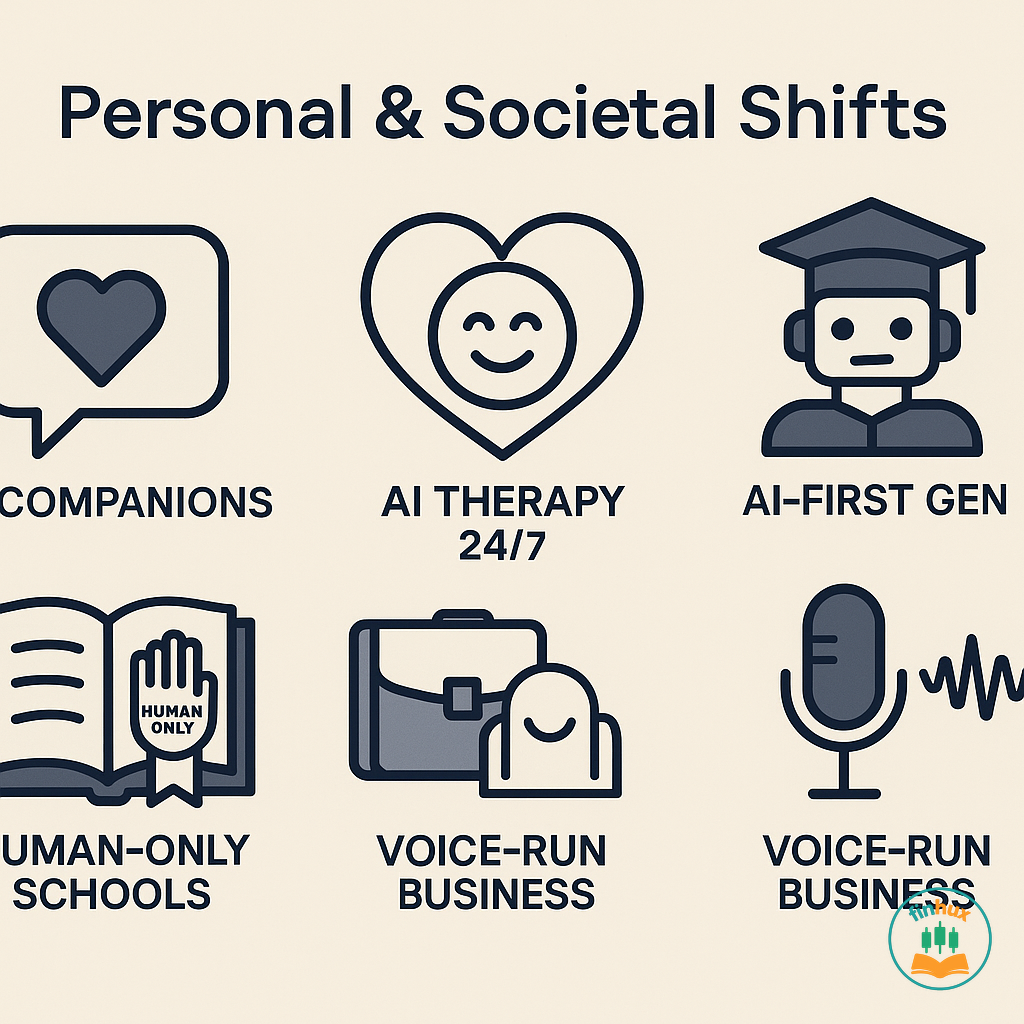 Personal & Societal Shifts
COMPANIONS
AI THERAPY
24/7
AI-FIRST GEN
HUMAN
ONLY
UMAN-ONLY
SCHOOLS
VOICE-RUN
BUSINESS
VOICE-RUN
BUSINESS
finhux